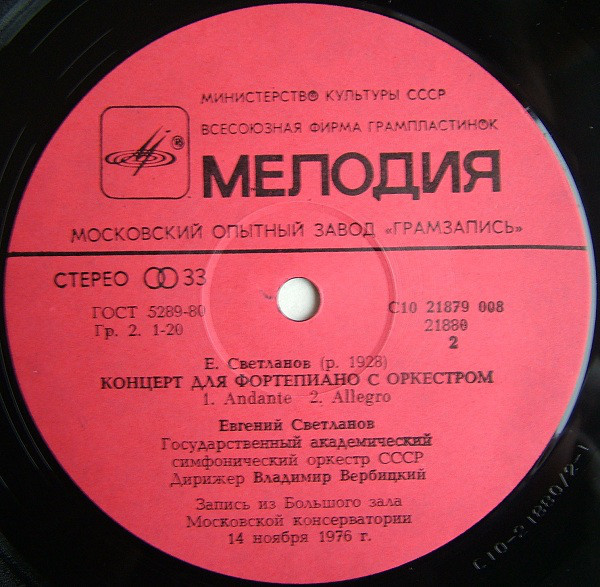 МИНИСТЕРСТВО КУЛЬТУРЫ СССР
ВСЕСОЮЗНАЯ ФИРМА ГРАМПЛАСТИНОК
МЕЛОДИЯ
МОСКОВСКИЙ ОПЫТНЫЙ ЗАВОД «ГРАМЗАПИСЬ»
СТЕРЕО 33
ГОСТ 5289-80
Гр. 2. 1-20
С10 21879 008
21880
2
Е. Светланов (р. 1928)
КОНЦЕРТ ДЛЯ ФОРТЕПИАНО С ОРКЕСТРОМ
1. Andante 2. Allegro
Евгений Светланов
Государственный академический
симфонический оркестр СССР
Дирижер Владимир Вербицкий
Запись из Большого зала
Московской консерватории
14 ноября 1976 г.
С10-21880/2-1